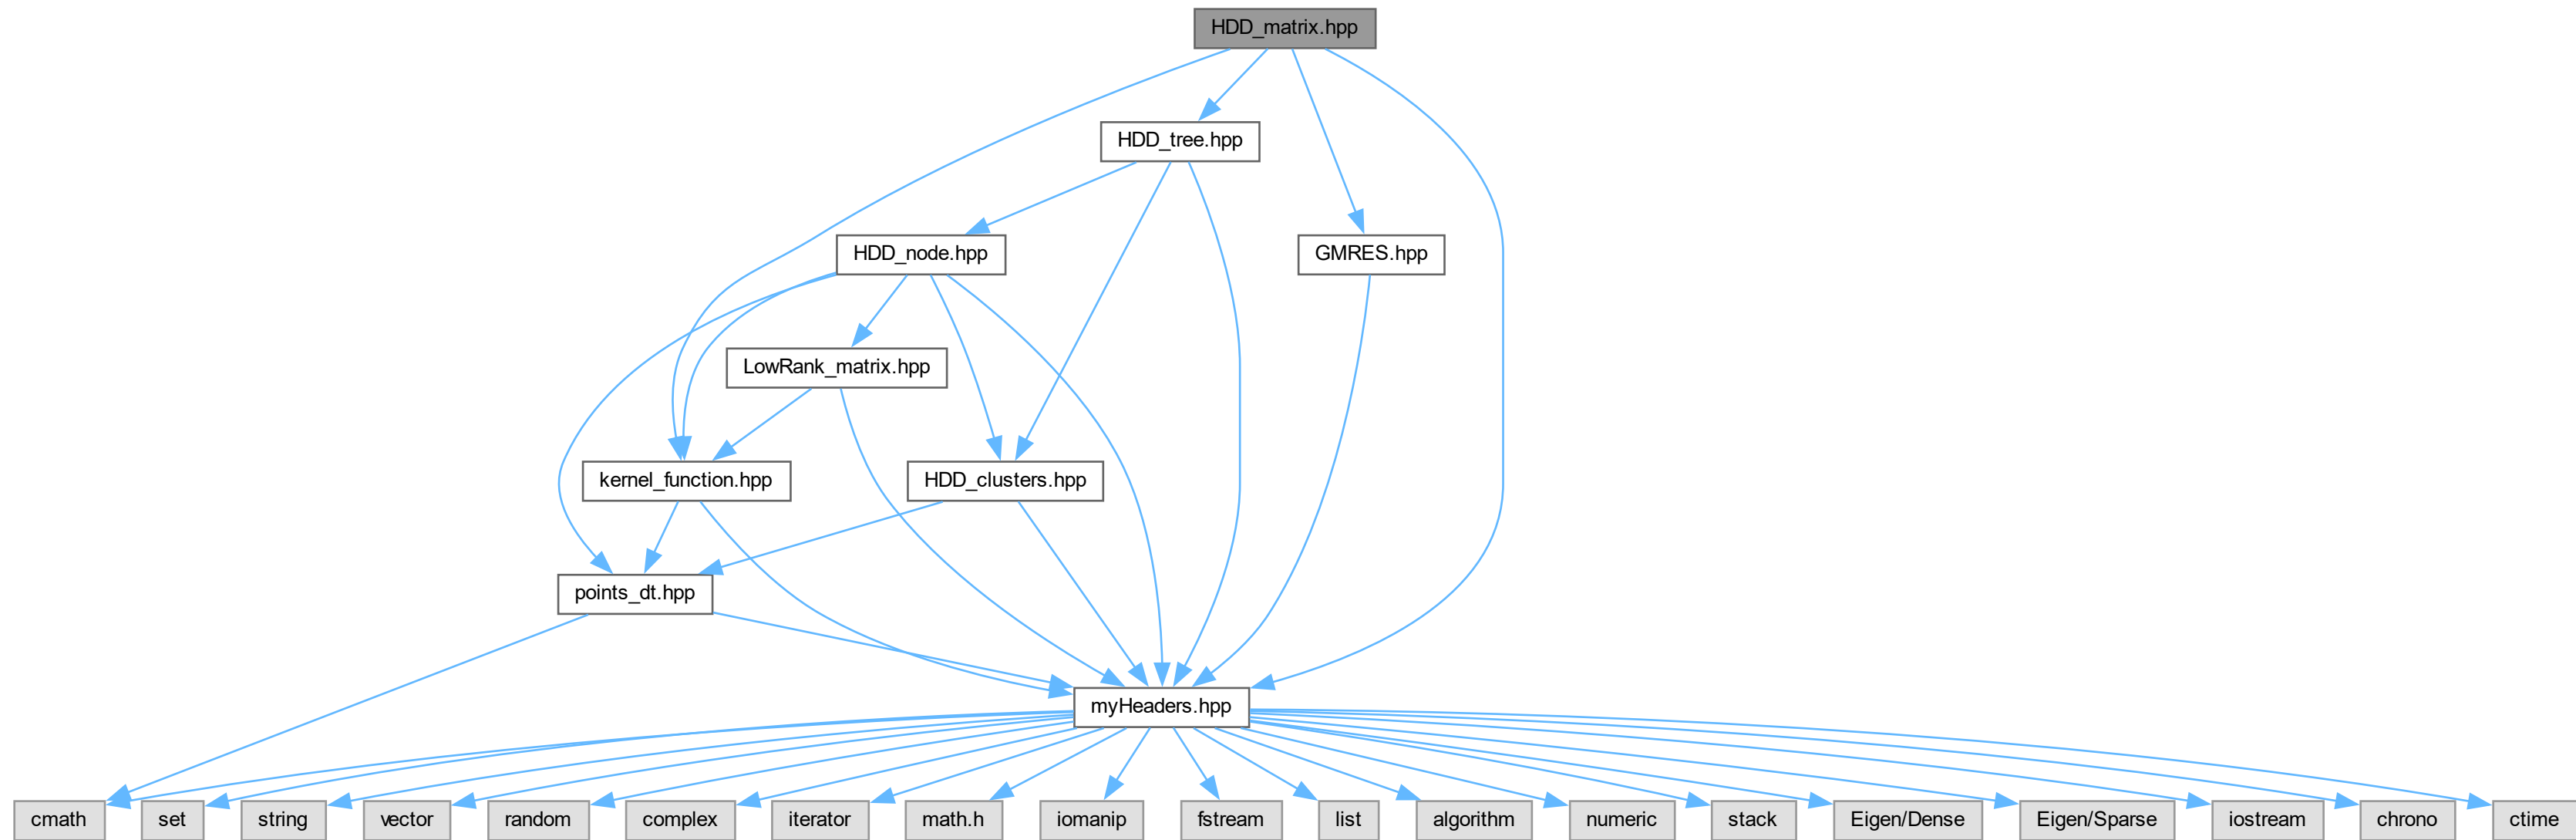 HDD_matrix.hpp
HDD_tree.hpp
HDD_node.hpp
GMRES.hpp
LowRank_matrix.hpp
kernel_function.hpp
HDD_clusters.hpp
points_dt.hpp
myHeaders.hpp
cmath
set
string
vector
random
complex
iterator
math.h
iomanip
fstream
list
algorithm
numeric
stack
Eigen/Dense
Eigen/Sparse
iostream
chrono
ctime